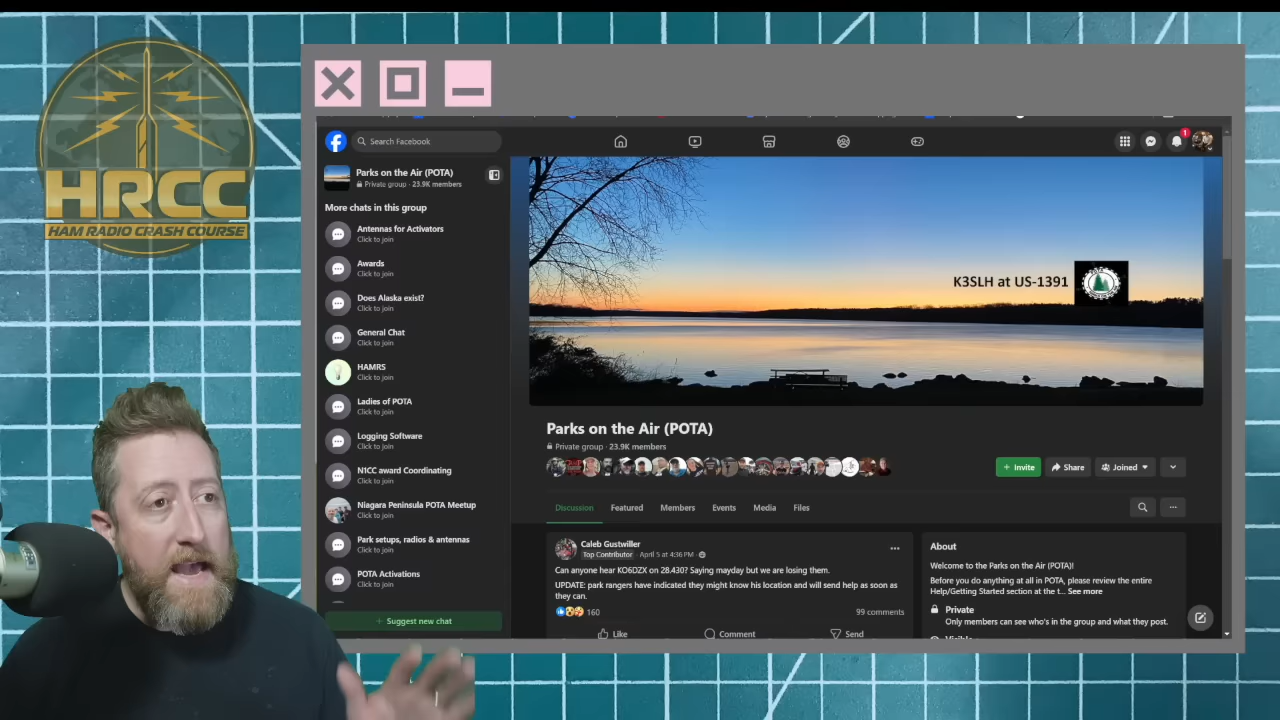 HRCC
HAM RADIO CRASH COURSE
Search Facebook
1
Parks on the Air (POTA)
Private group · 23.9K members
More chats in this group
Antennas for Activators
Click to join
Awards
Click to join
Does Alaska exist?
Click to join
General Chat
Click to join
HAMRS
Click to join
Ladies of POTA
Click to join
Logging Software
Click to join
N1CC award Coordinating
Click to join
Niagara Peninsula POTA Meetup
Click to join
Park setups, radios & antennas
Click to join
POTA Activations
Click to join
+ Suggest new chat
K3SLH at US-1391
Parks on the Air (POTA)
Private group · 23.9K members
+ Invite
Share
Joined
Discussion
Featured
Members
Events
Media
Files
Caleb Gustwiller
Top Contributor · April 5 at 4:36 PM ·
Can anyone hear KO6DZX on 28.430? Saying mayday but we are losing them.
UPDATE: park rangers have indicated they might know his location and will send help as soon as
they can.
160
99 comments
Like
Comment
Send
About
Welcome to the Parks on the Air (POTA)!
Before you do anything at all in POTA, please review the entire
Help/Getting Started section at the t... See more
Private
Only members can see who's in the group and what they post.